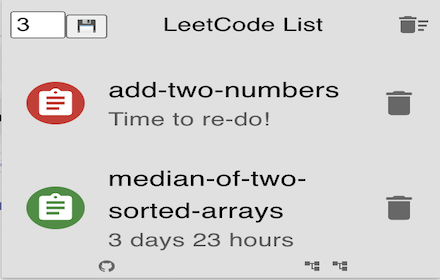 3
LeetCode List
add-two-numbers
Time to re-do!
median-of-two-
sorted-arrays
3 days 23 hours